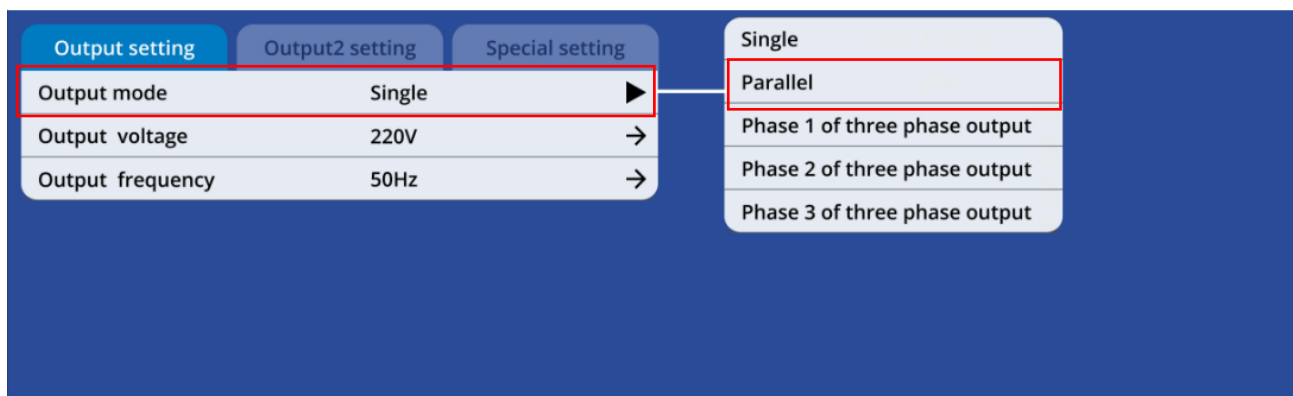 Output setting Output2 setting Special setting
Output mode Single
Output voltage 220V
Output frequency 50Hz
Single
Parallel
Phase 1 of three phase output
Phase 2 of three phase output
Phase 3 of three phase output